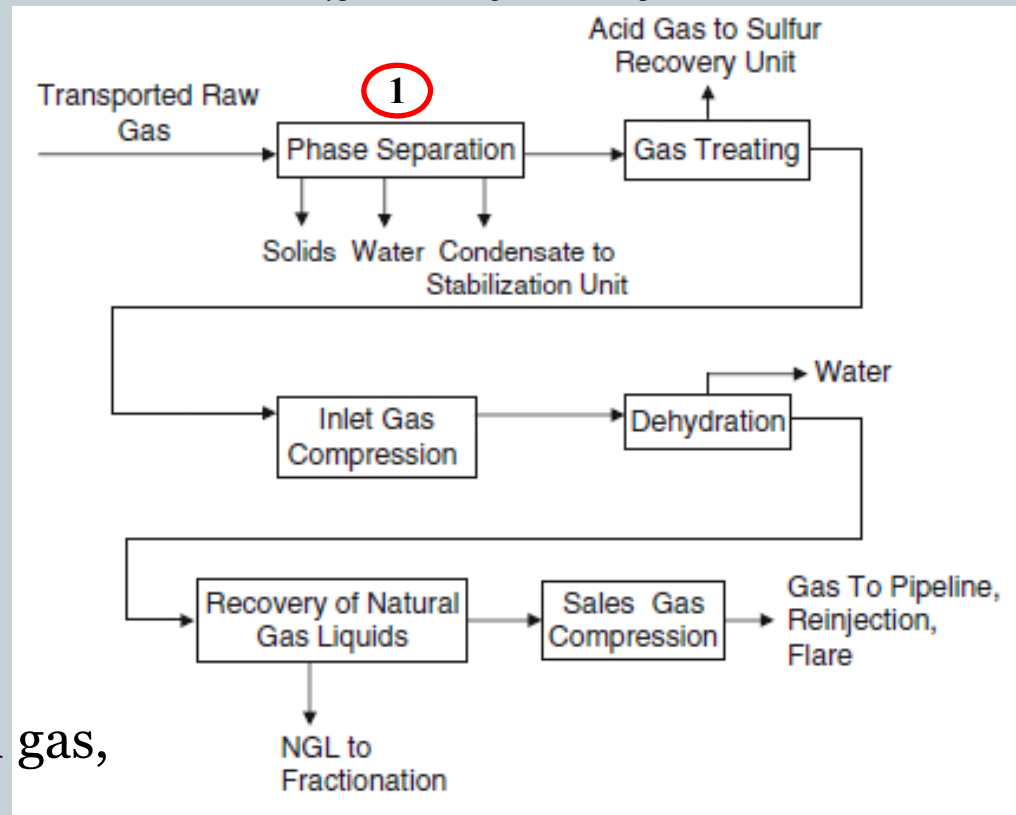 Acid Gas to Sulfur
Recovery Unit
Transported Raw
Gas
1
Phase Separation
Gas Treating
Solids Water Condensate to
Stabilization Unit
Inlet Gas
Compression
Dehydration
Water
Recovery of Natural
Gas Liquids
Sales Gas
Compression
Gas To Pipeline,
Reinjection,
Flare
gas,
NGL to
Fractionation